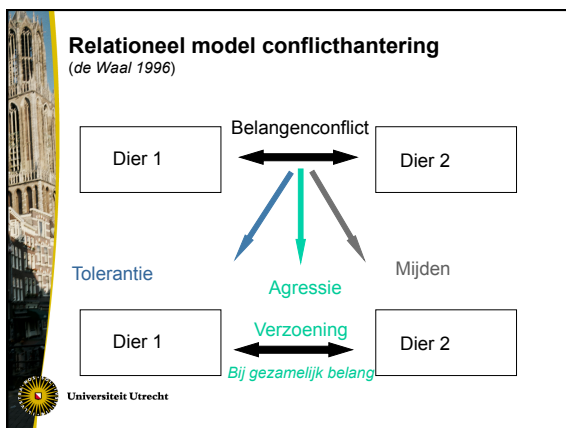 Relationeel model conflicthantering
(de Waal 1996)
Belangenconflict
Dier 1
Dier 2
Tolerantie
Mijden
Agressie
Verzoening
Dier 1
Dier 2
Bij gezamelijk belang
Universiteit Utrecht